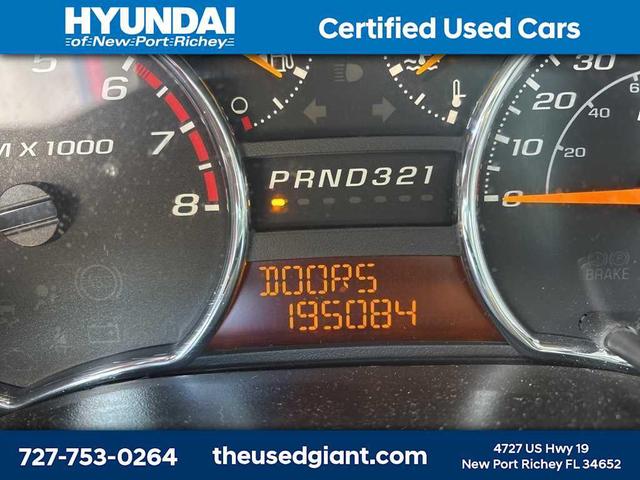 HYUNDAI
of New Port Richey
Certified Used Cars
5
6
7
8
M X 1000
PRND321
0
10
20
30
20
40
6
BRAKE
DOORS
195084
727-753-0264
theusedgiant.com
4727 US Hwy 19
New Port Richey FL 34652